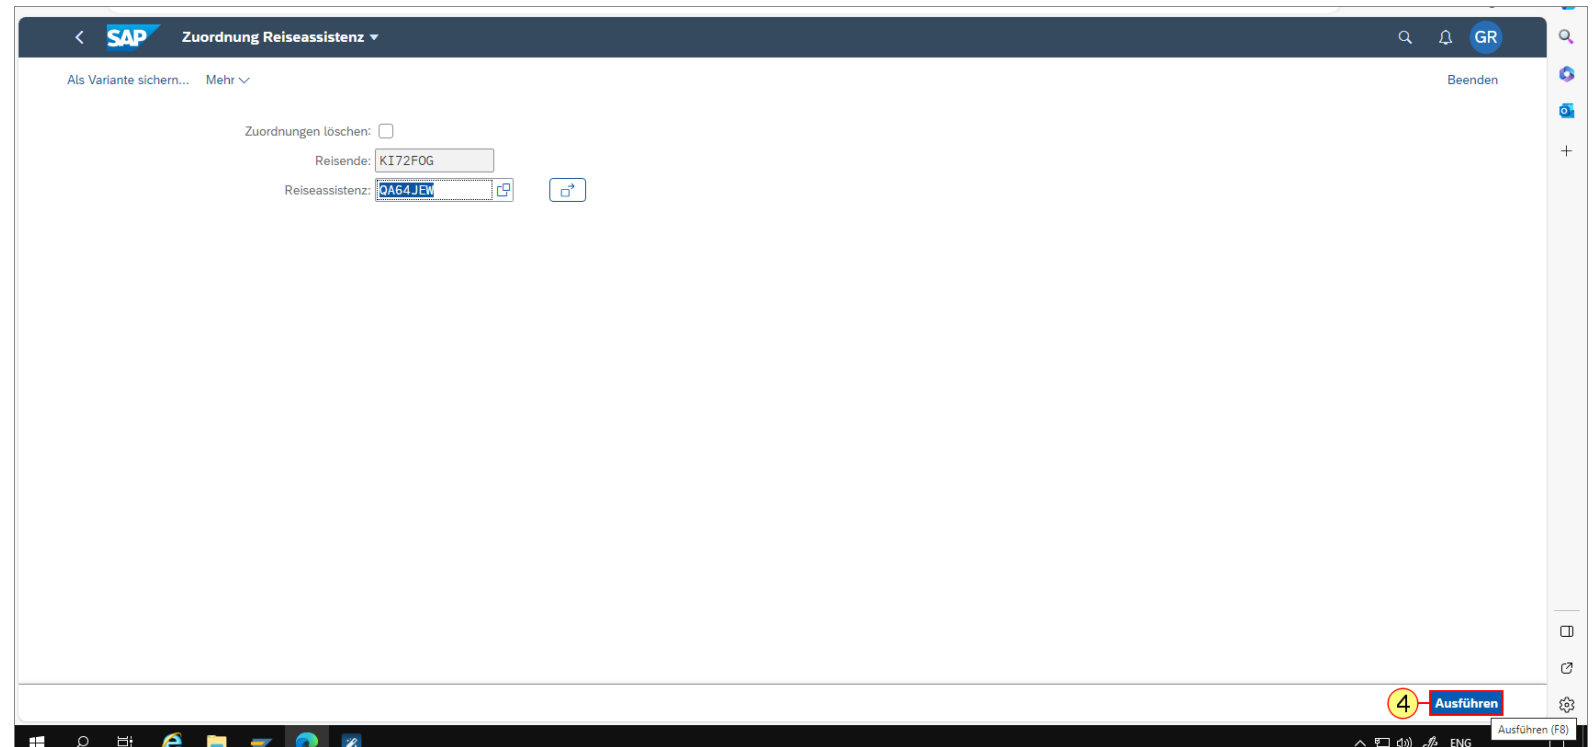 SAP Zuordnung Reiseassistenz GR
Als Variante sichern... Mehr Beenden
Zuordnungen löschen:
Reisende: KI72FOG
Reiseassistenz: QA64JEW
4 Ausführen
Ausführen (F8)
ENG